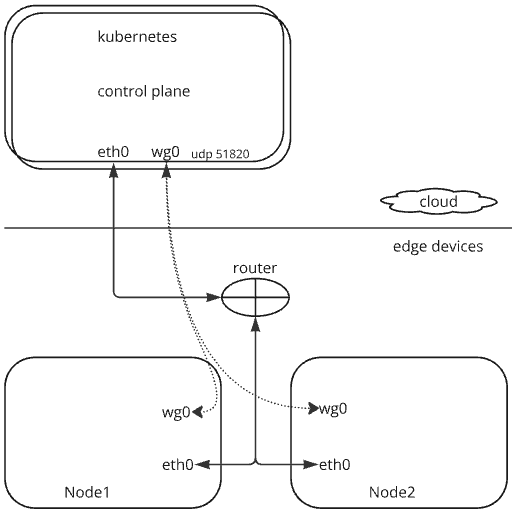 kubernetes
control plane
eth0 wg0 udp 51820
cloud
edge devices
router
wg0
wg0
eth0
eth0
Node1
Node2